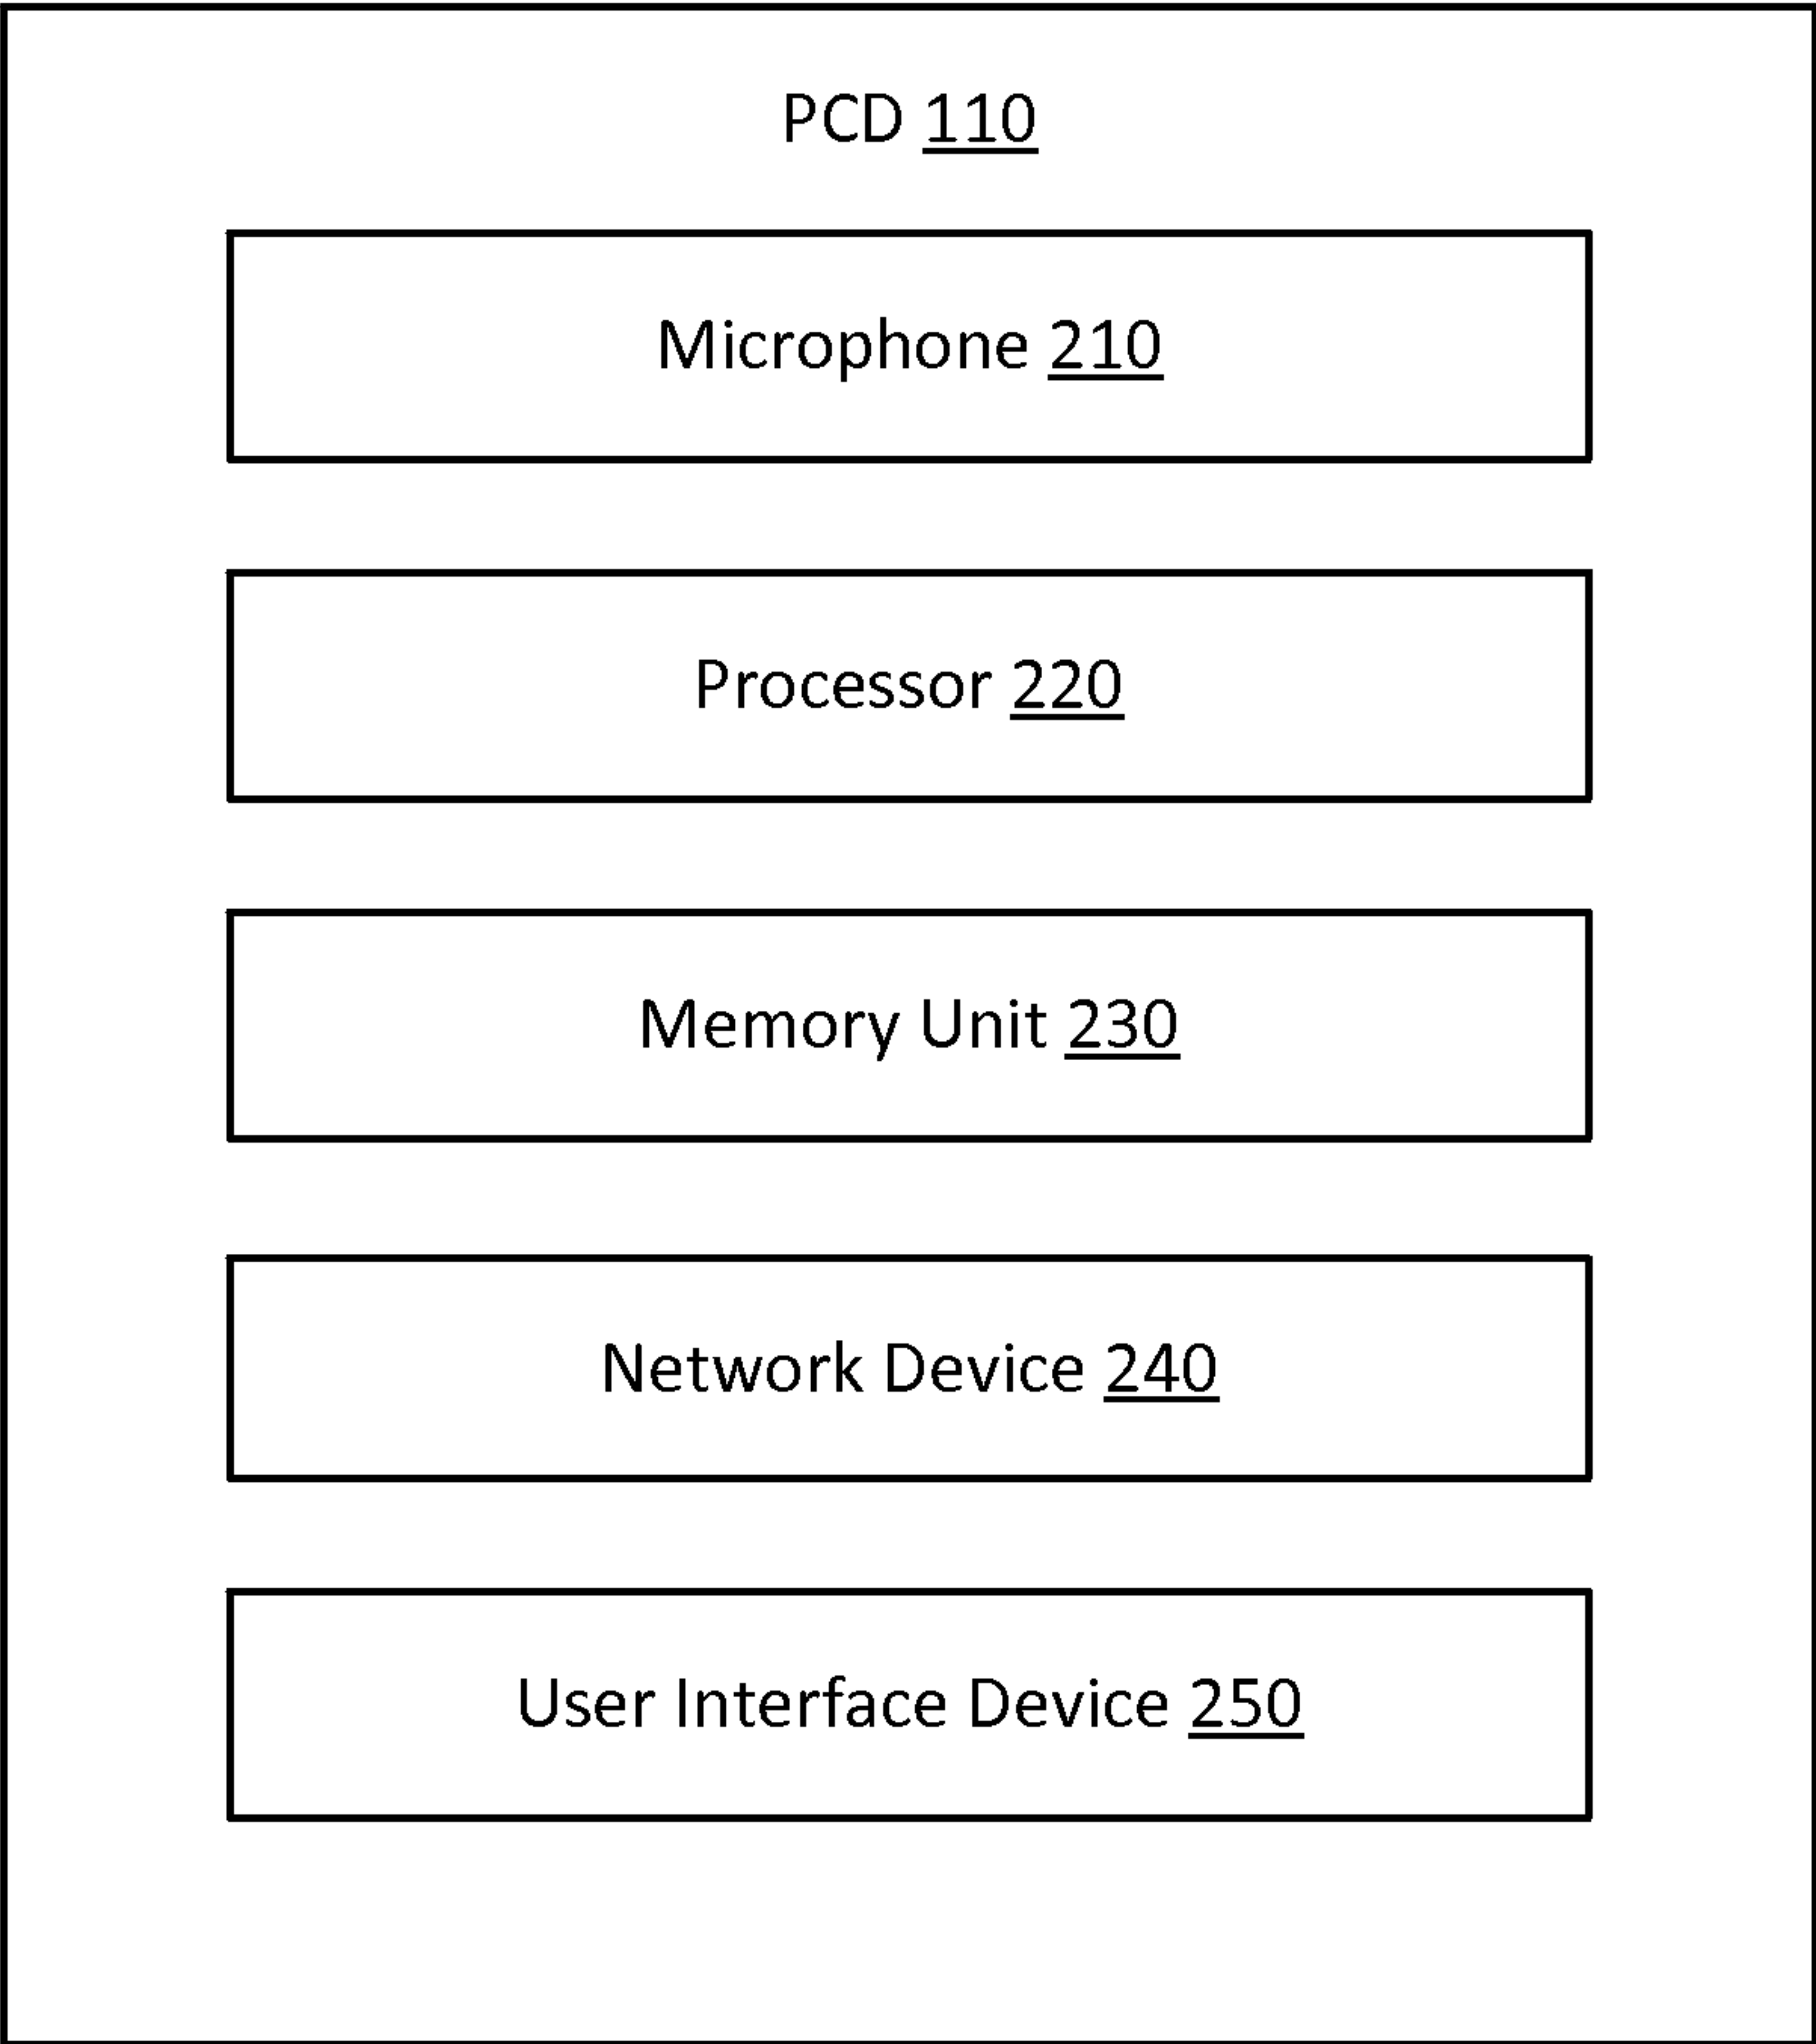 PCD 110
Microphone 210
Processor 220
Memory Unit 230
Network Device 240
User Interface Device 250